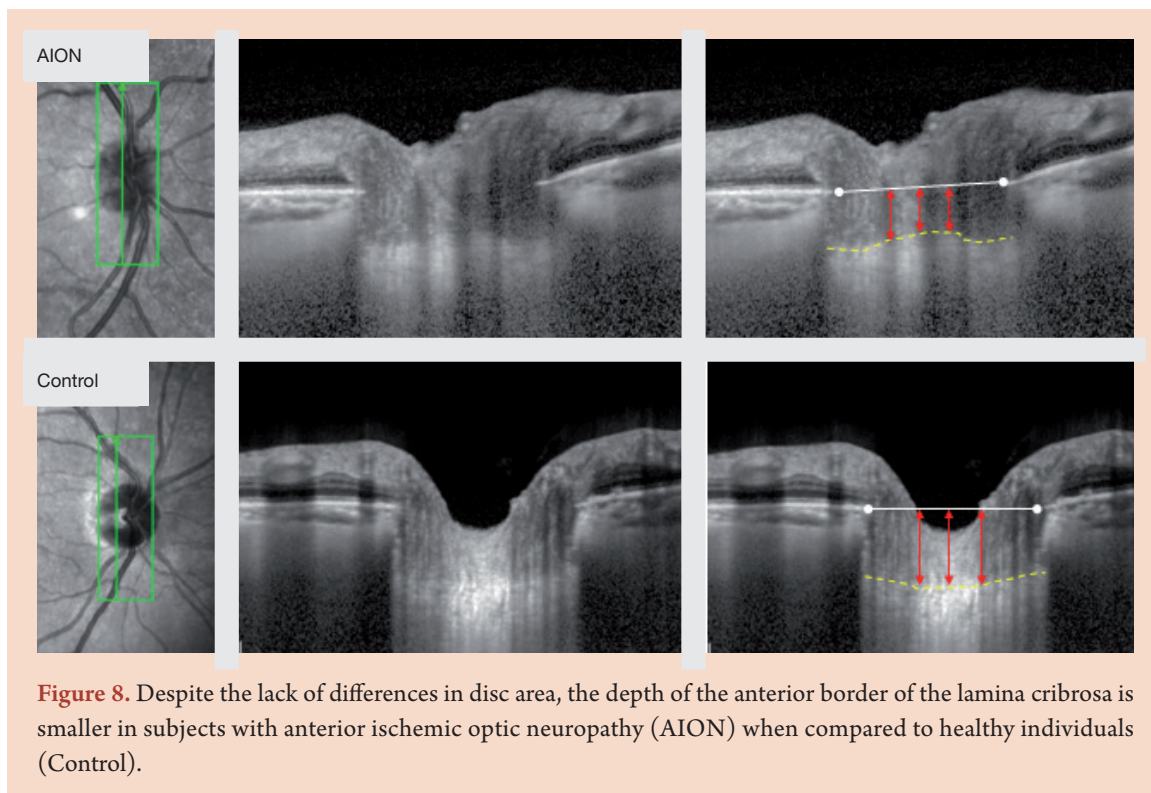 AION
Control
Figure 8. Despite the lack of differences in disc area, the depth of the anterior border of the lamina cribrosa is
smaller in subjects with anterior ischemic optic neuropathy (AION) when compared to healthy individuals
(Control).